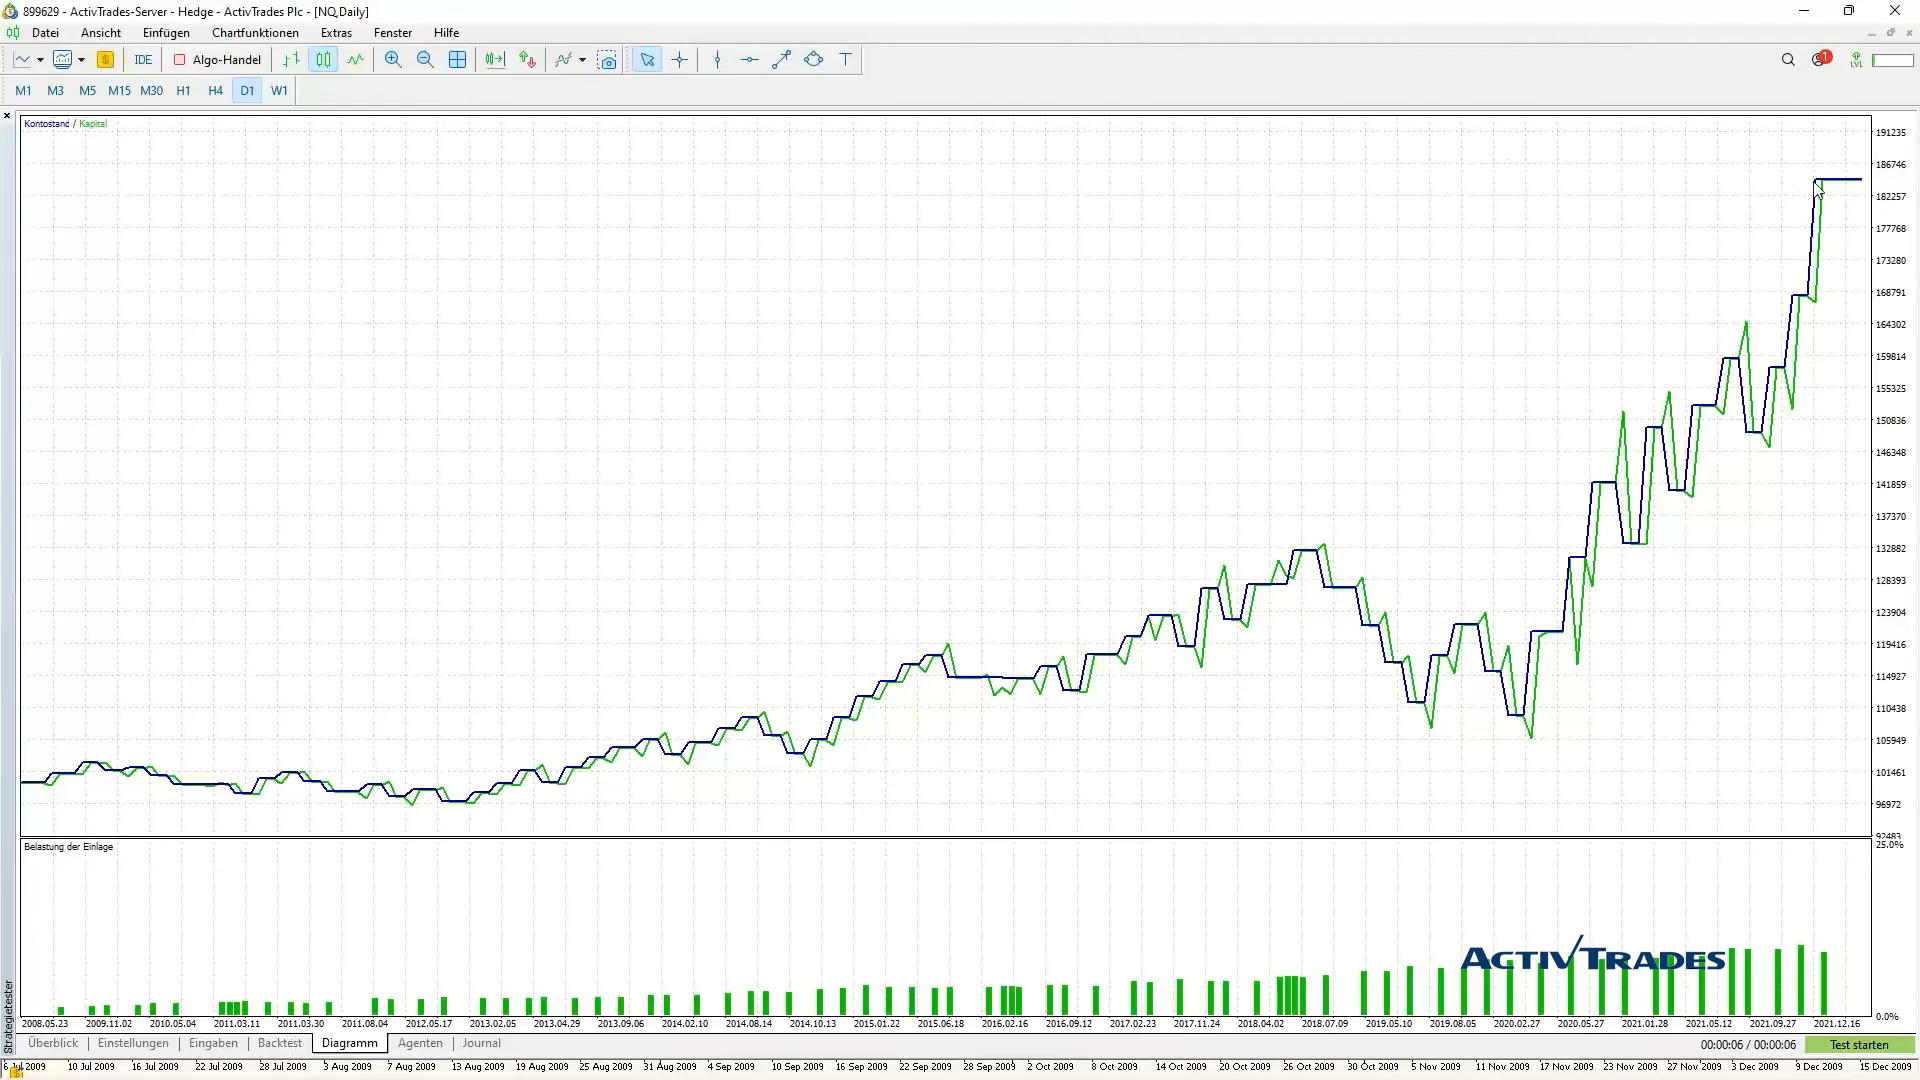 899629 - ActivTrades-Server - Hedge - ActivTrades Plc - [NQ,Daily]
Datei Ansicht Einfügen Chartfunktionen Extras Fenster Hilfe
IDE Algo-Handel 1 LVL
M1 M3 M5 M15 M30 H1 H4 D1 W1
Kontostand / Kapital
191235
186746
182257
177768
173280
168791
164302
159814
155325
150836
146348
141859
137370
132882
128393
123904
119416
114927
110438
105949
101461
96972
92483
Belastung der Einlage
25.0%
ACTIVTRADES
0.0%
2008.05.23 2009.11.02 2010.05.04 2011.03.11 2011.03.30 2011.08.04 2012.05.17 2013.02.05 2013.04.29 2013.09.06 2014.02.10 2014.08.14 2014.10.13 2015.01.22 2015.06.18 2016.02.16 2016.09.12 2017.02.23 2017.11.24 2018.04.02 2018.07.09 2019.05.10 2019.08.05 2020.02.27 2020.05.27 2021.01.28 2021.05.12 2021.09.27 2021.12.16
Strategietester
Überblick Einstellungen Eingaben Backtest Diagramm Agenten Journal 00:00:06 / 00:00:06 Test starten
10 Jul 2009 16 Jul 2009 22 Jul 2009 28 Jul 2009 3 Aug 2009 7 Aug 2009 13 Aug 2009 19 Aug 2009 25 Aug 2009 31 Aug 2009 4 Sep 2009 10 Sep 2009 16 Sep 2009 22 Sep 2009 28 Sep 2009 2 Oct 2009 8 Oct 2009 14 Oct 2009 20 Oct 2009 26 Oct 2009 30 Oct 2009 5 Nov 2009 11 Nov 2009 17 Nov 2009 23 Nov 2009 27 Nov 2009 3 Dec 2009 9 Dec 2009 15 Dec 2009